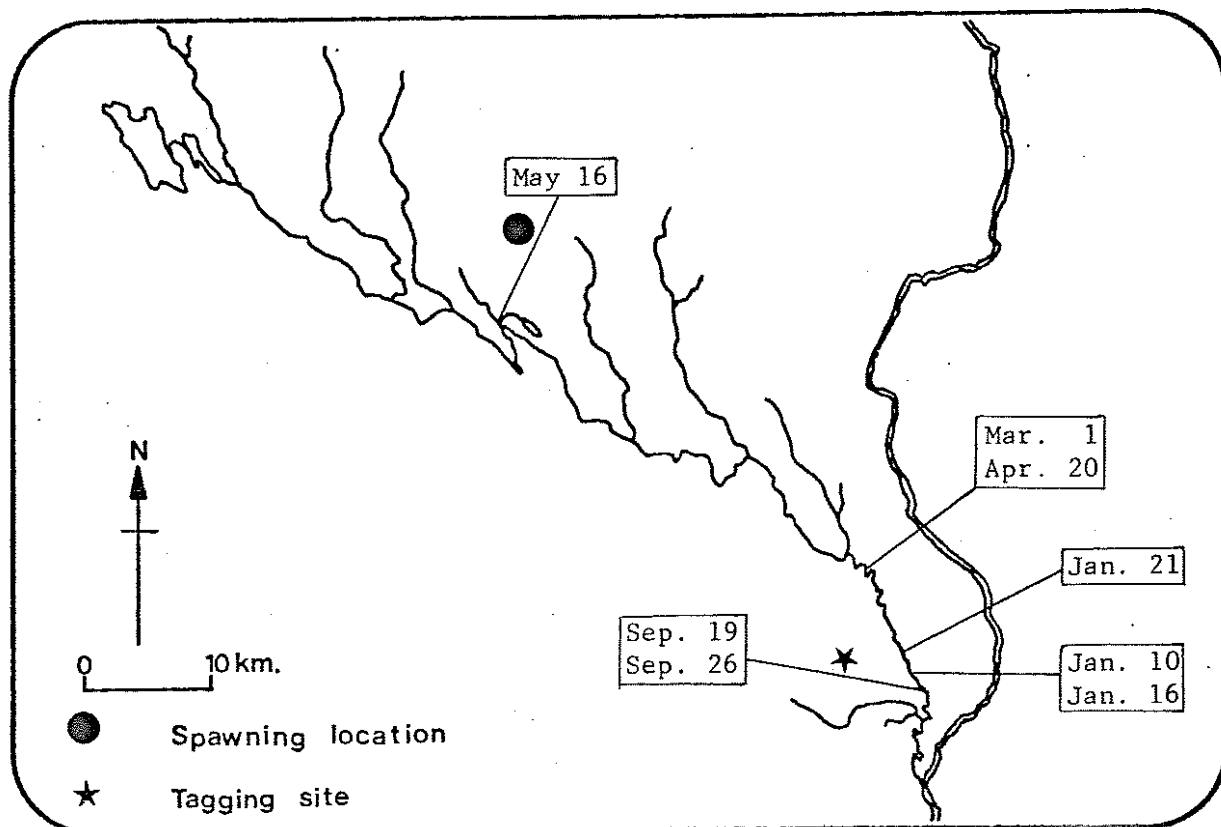 May 16
Mar. 1
Apr. 20
Jan. 21
Sep. 19
Sep. 26
Jan. 10
Jan. 16
N
0 10 km.
Spawning location
Tagging site